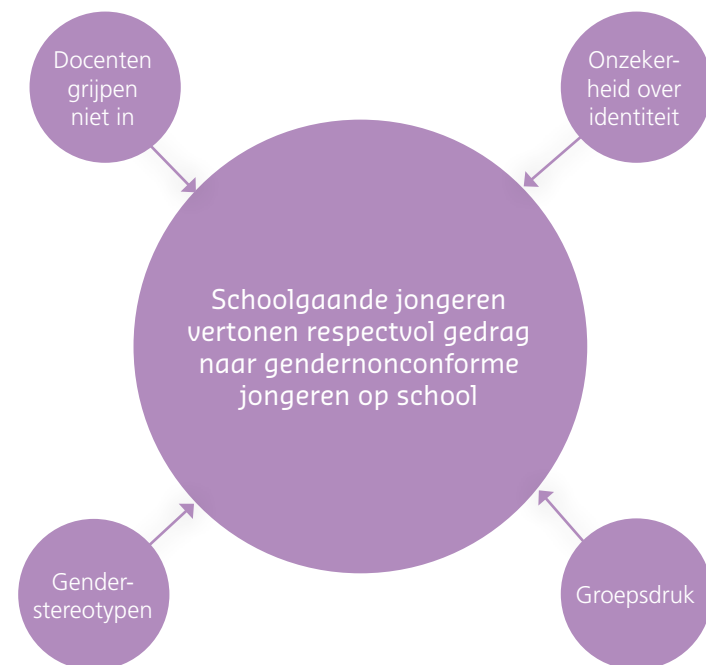 Docenten
grijpen
niet in
Onzeker-
heid over
identiteit
Schoolgaande jongeren
vertonen respectvol gedrag
naar gendernonconforme
jongeren op school
Gender-
stereotypen
Groepsdruk